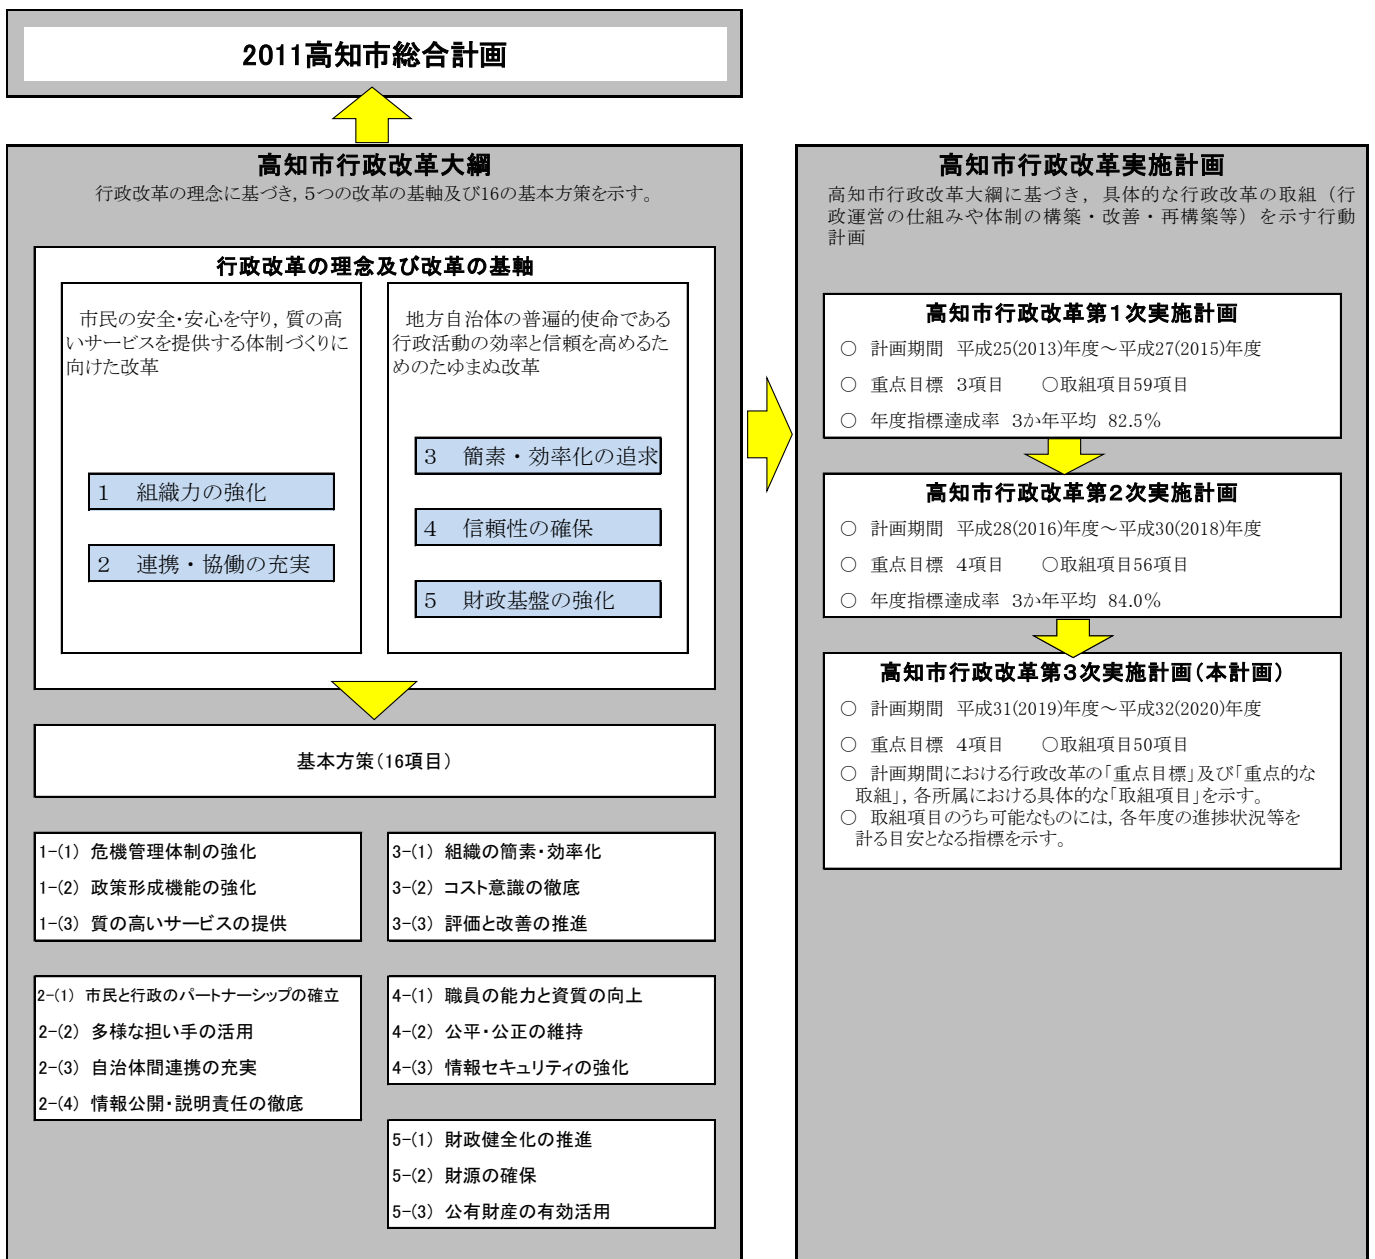 2011高知市総合計画
高知市行政改革大綱
行政改革の理念に基づき，5つの改革の基軸及び16の基本方策を示す。
行政改革の理念及び改革の基軸
市民の安全・安心を守り，質の高
いサービスを提供する体制づくりに
向けた改革
1　組織力の強化
2　連携・協働の充実
地方自治体の普遍的使命である
行政活動の効率と信頼を高めるた
めのたゆまぬ改革
3　簡素・効率化の追求
4　信頼性の確保
5　財政基盤の強化
基本方策（16項目）
1-(1) 危機管理体制の強化
1-(2) 政策形成機能の強化
1-(3) 質の高いサービスの提供
2-(1) 市民と行政のパートナーシップの確立
2-(2) 多様な担い手の活用
2-(3) 自治体間連携の充実
2-(4) 情報公開・説明責任の徹底
3-(1) 組織の簡素・効率化
3-(2) コスト意識の徹底
3-(3) 評価と改善の推進
4-(1) 職員の能力と資質の向上
4-(2) 公平・公正の維持
4-(3) 情報セキュリティの強化
5-(1) 財政健全化の推進
5-(2) 財源の確保
5-(3) 公有財産の有効活用
高知市行政改革実施計画
高知市行政改革大綱に基づき，具体的な行政改革の取組（行
政運営の仕組みや体制の構築・改善・再構築等）を示す行動
計画
高知市行政改革第１次実施計画
○ 計画期間　平成25(2013)年度～平成27(2015)年度
○ 重点目標　3項目　　○取組項目59項目
○ 年度指標達成率　3か年平均　82.5％
高知市行政改革第２次実施計画
○ 計画期間　平成28(2016)年度～平成30(2018)年度
○ 重点目標　4項目　　○取組項目56項目
○ 年度指標達成率　3か年平均　84.0％
高知市行政改革第３次実施計画（本計画）
○ 計画期間　平成31(2019)年度～平成32(2020)年度
○ 重点目標　4項目　　○取組項目50項目
○ 計画期間における行政改革の「重点目標」及び「重点的な
取組」，各所属における具体的な「取組項目」を示す。
○ 取組項目のうち可能なものには，各年度の進捗状況等を
計る目安となる指標を示す。